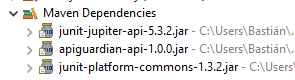 Maven Dependencies
junit-jupiter-api-5.3.2.jar - C:\Users\Bastián\.
apiguardian-api-1.0.0.jar - C:\Users\Bastián\.r
junit-platform-commons-1.3.2.jar - C:\Users\B